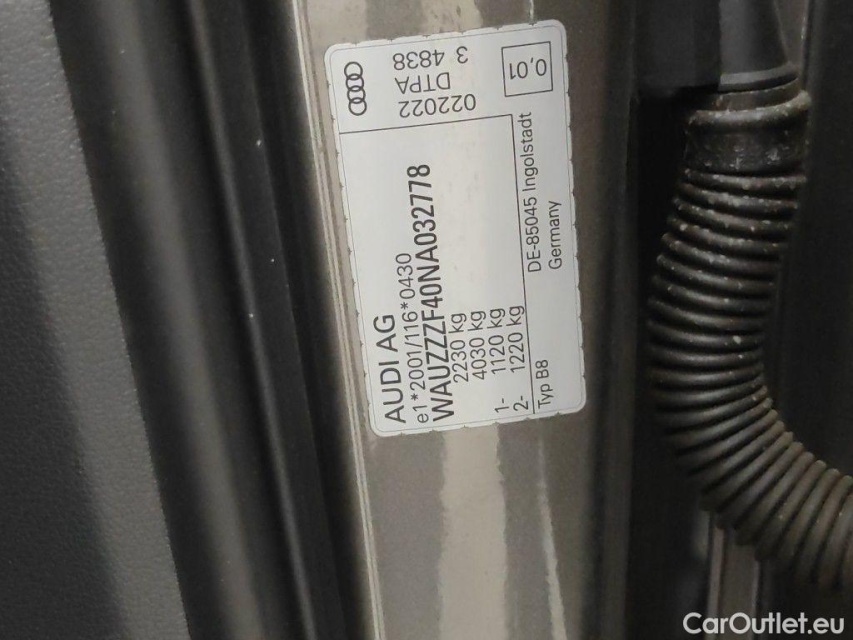 AUDI AG
e1*2001/116*0430
WAUZZZF40NA032778
2230 kg
4030 kg
1- 1120 kg
2- 1220 kg
Typ B8
DE-85045 Ingolstadt
Germany
022022
DTPA
3 4838
0,01
CarOutlet.eu